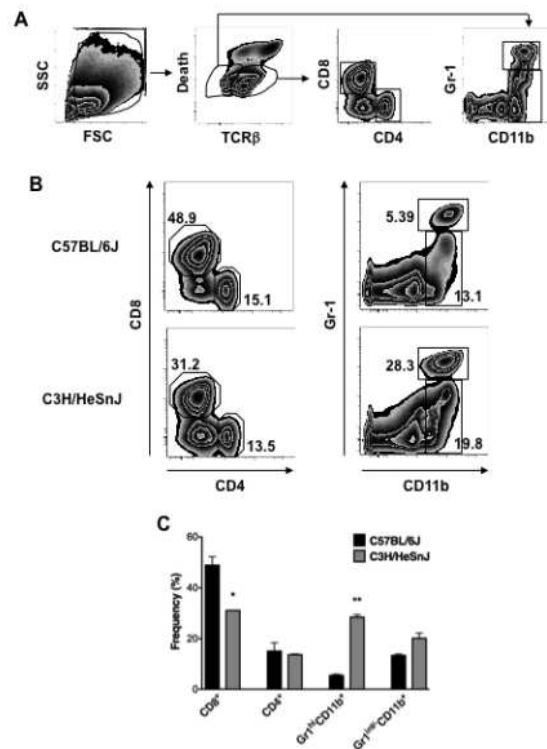 A
SSC
FSC
Death
TCRβ
CD8
CD4
Gr-1
CD11b
B
C57BL/6J
C3H/HeSnJ
CD8
48.9
15.1
31.2
13.5
CD4
Gr-1
5.39
13.1
28.3
19.8
CD11b
C
Frequency (%)
60
40
20
0
C57BL/6J
C3H/HeSnJ
*
**
CD8⁺
CD4⁺
Gr1ʰⁱCD11b⁺
CD11b⁺